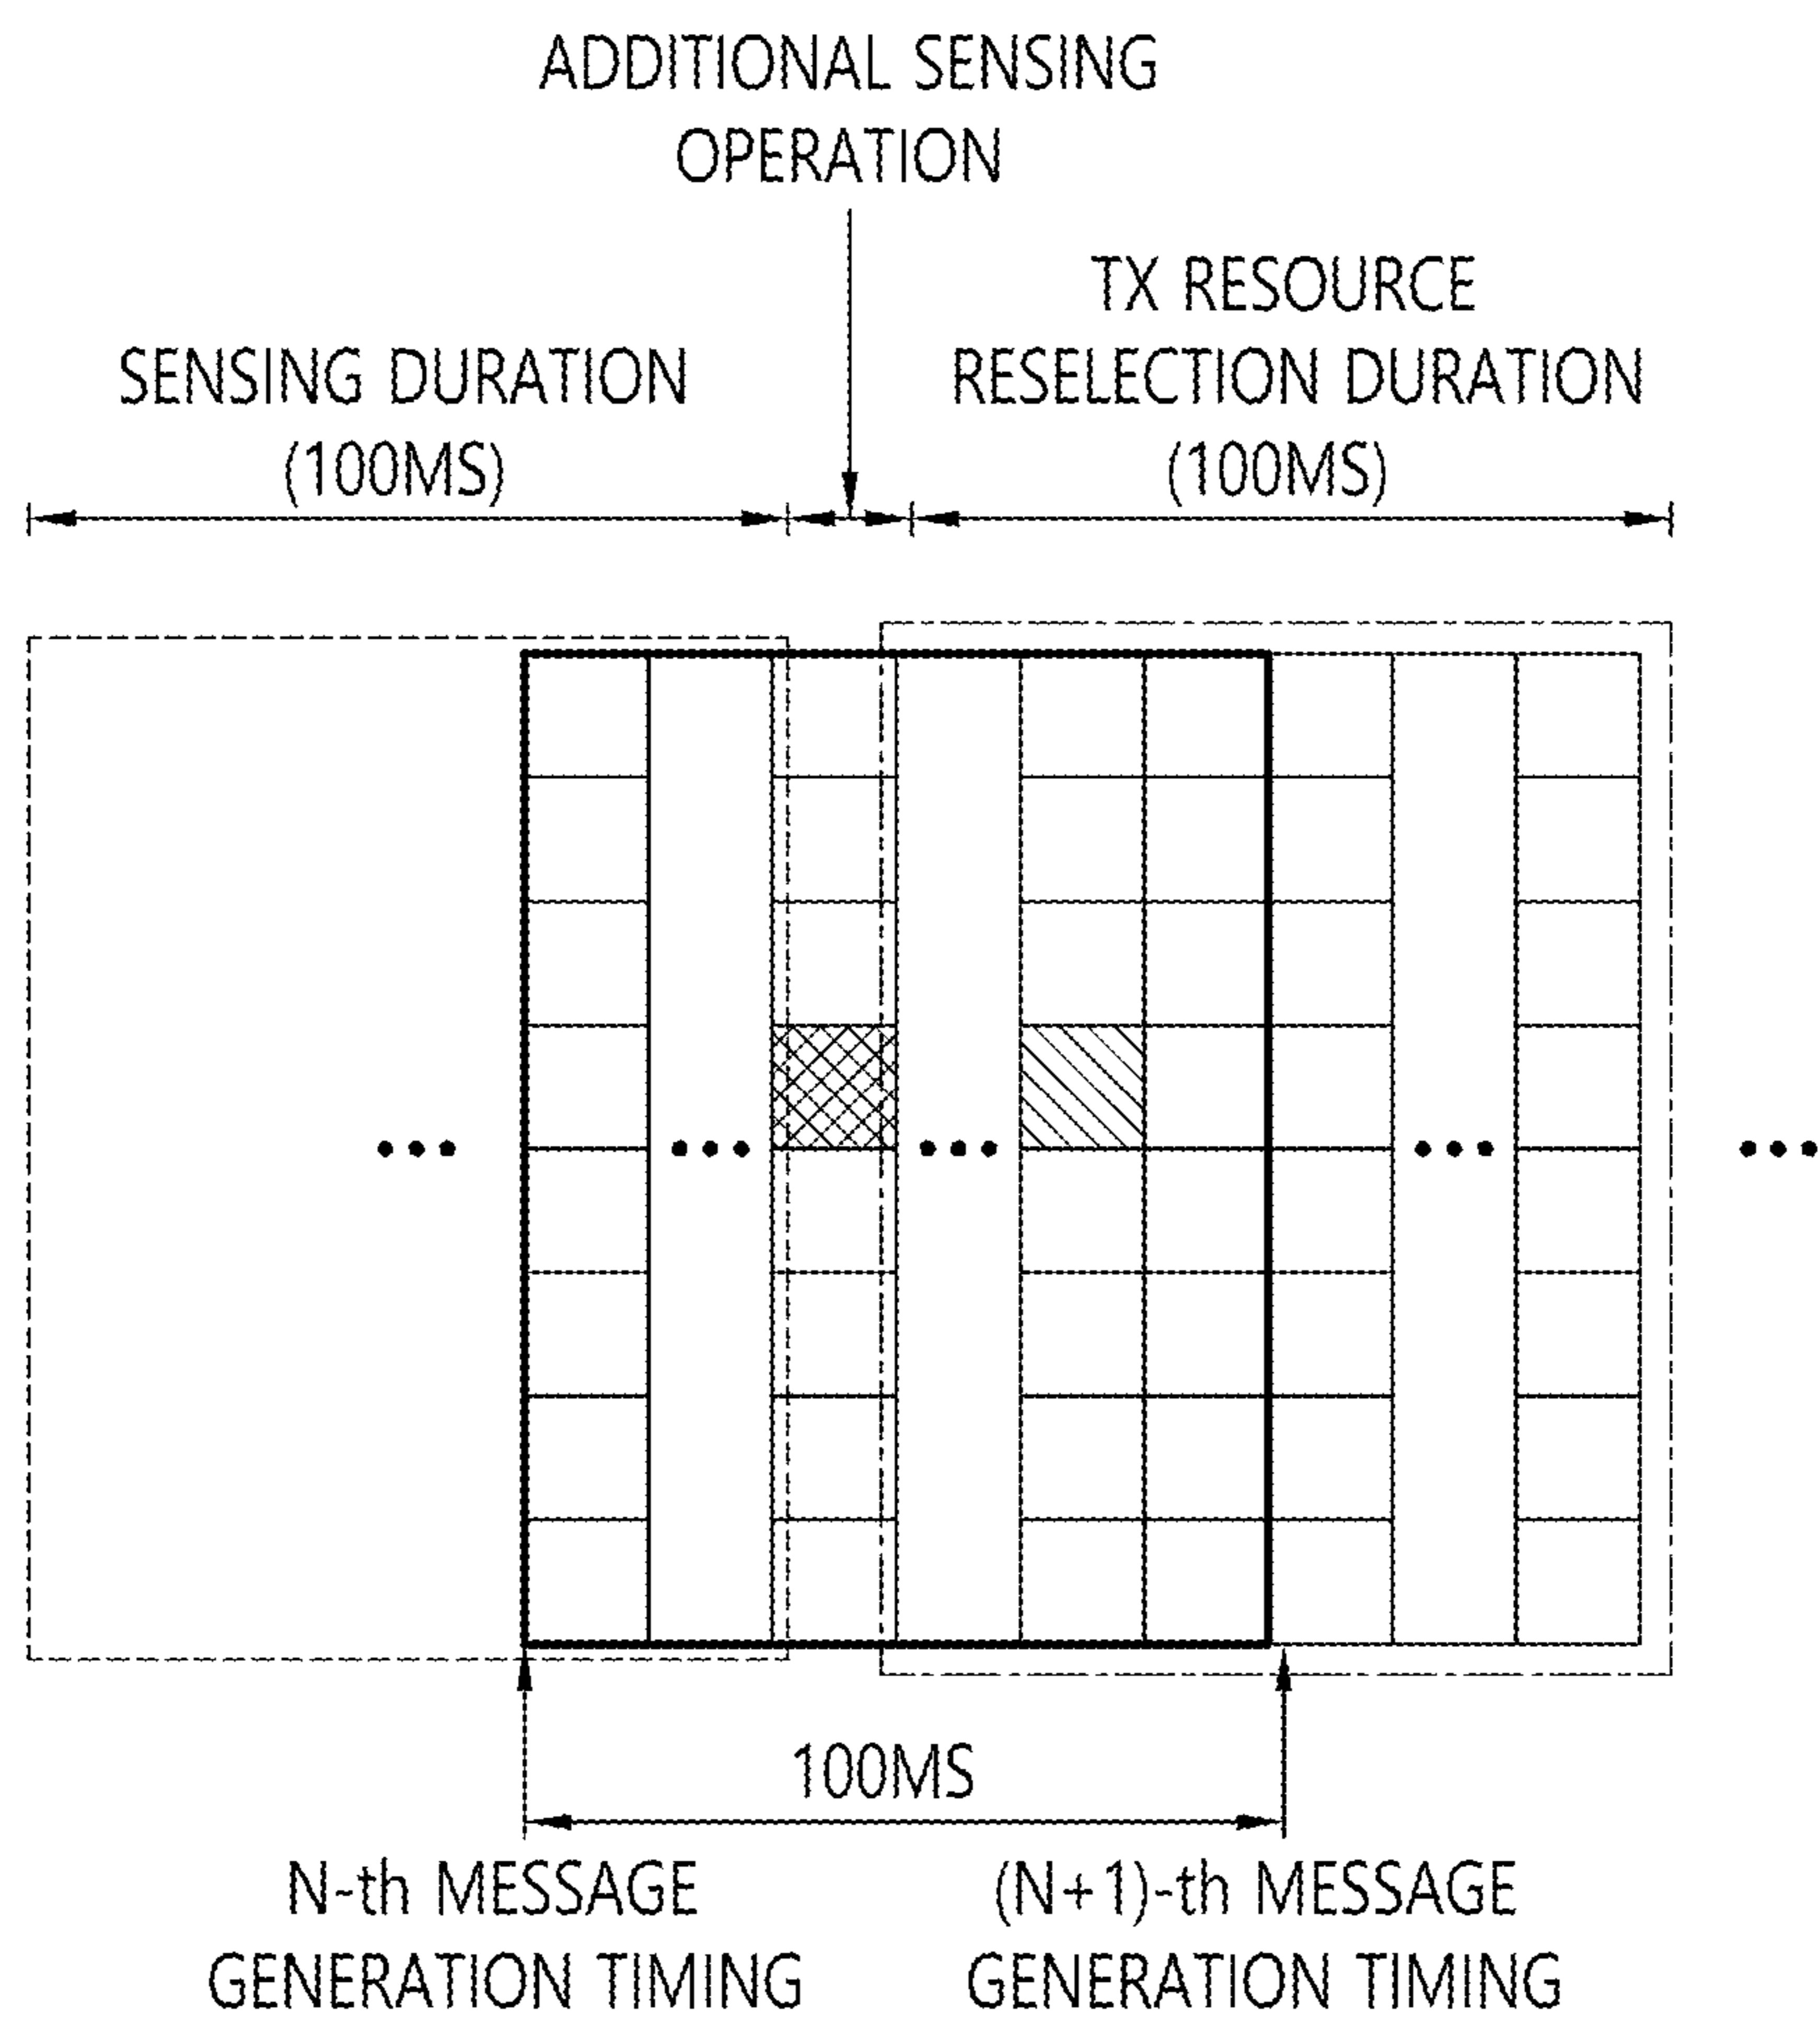 ADDITIONAL SENSING
OPERATION
TX RESOURCE
RESELECTION DURATION
(100MS)
SENSING DURATION
(100MS)
100MS
N-th MESSAGE
GENERATION TIMING
(N+1)-th MESSAGE
GENERATION TIMING